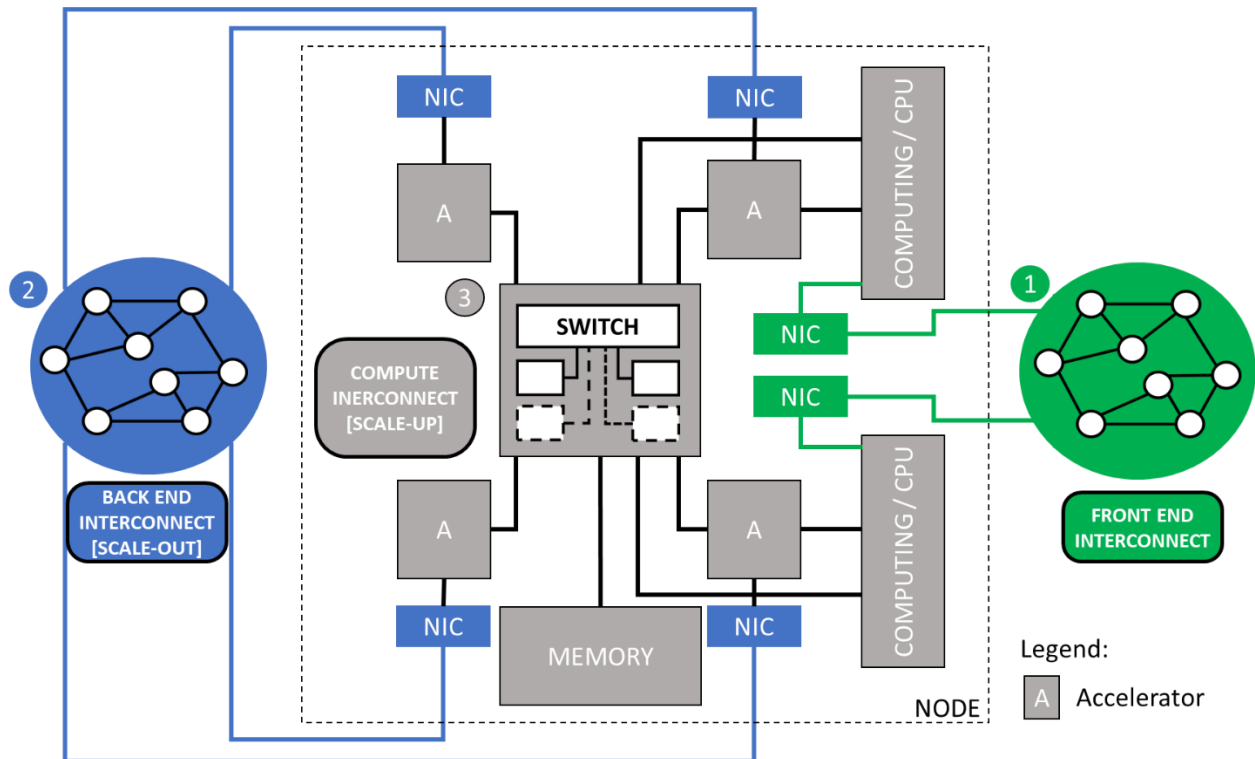 NIC
NIC
COMPUTING / CPU
A
A
2
1
3
SWITCH
NIC
COMPUTE
INERCONNECT
[SCALE-UP]
NIC
BACK END
INTERCONNECT
[SCALE-OUT]
A
A
COMPUTING / CPU
FRONT END
INTERCONNECT
NIC
MEMORY
NIC
NODE
Legend:
A Accelerator